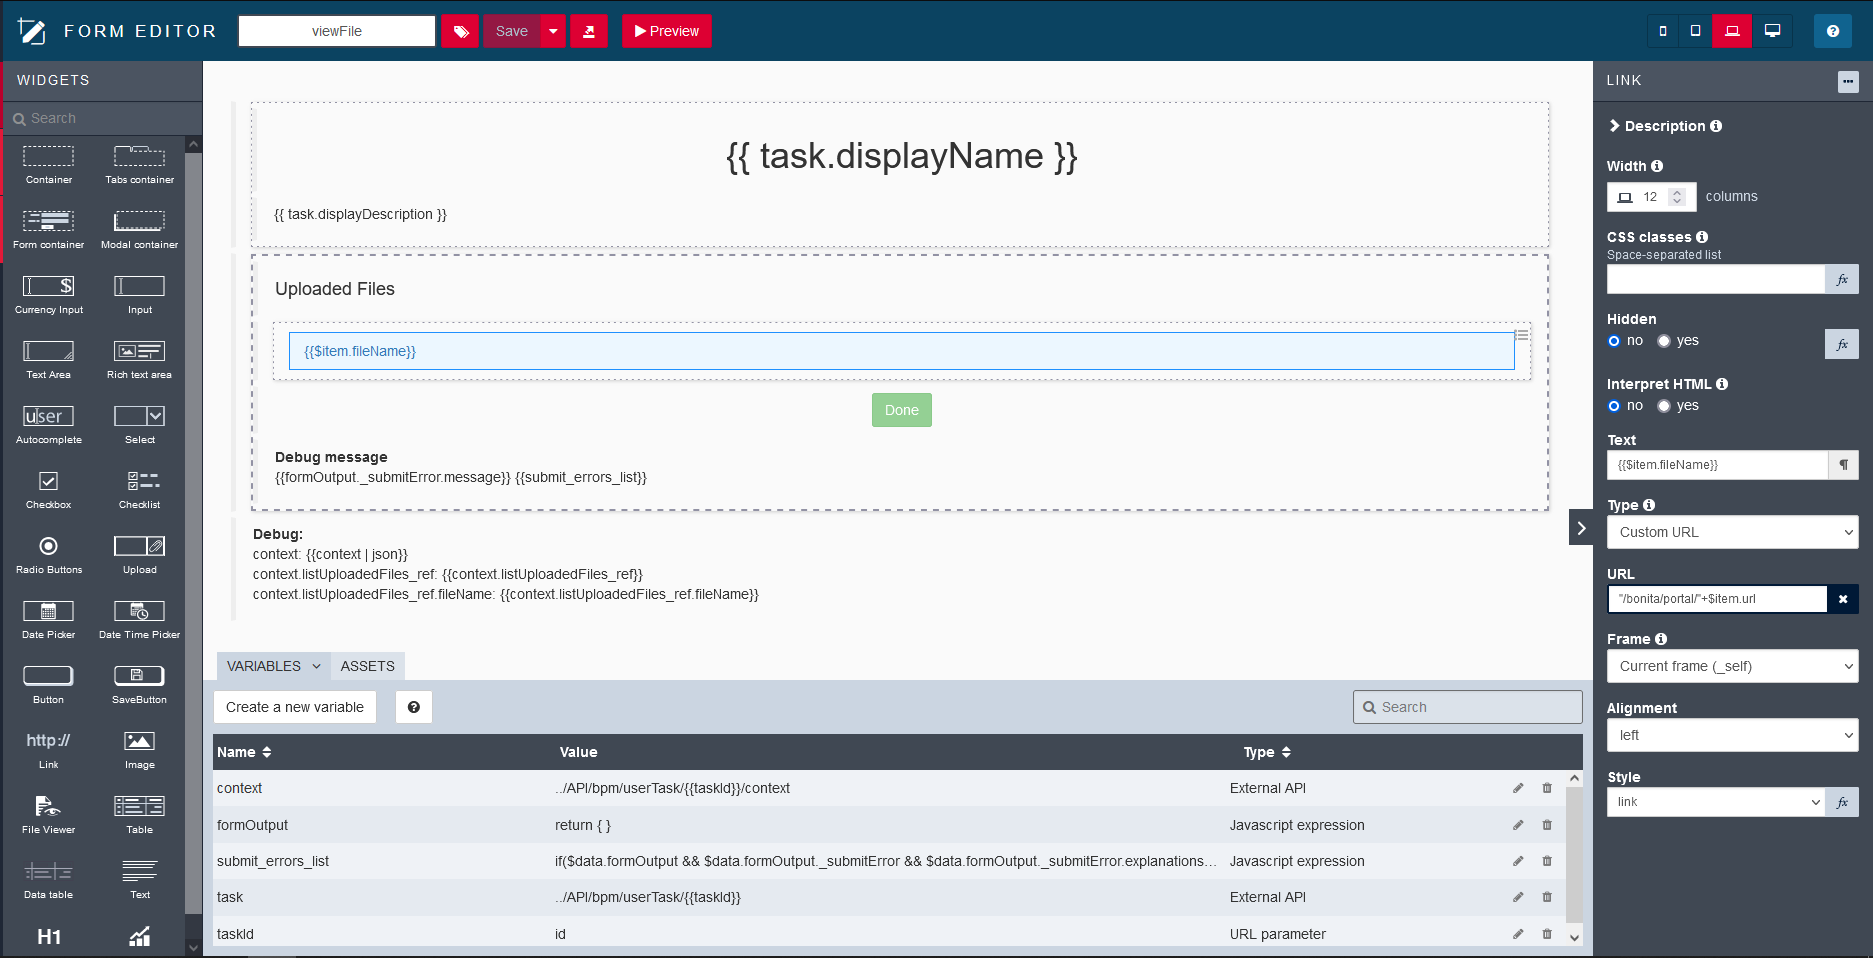 FORM EDITOR
viewFile
Save
Preview
WIDGETS
Search
Container
Tabs container
Form container
Modal container
$
Currency Input
Input
Text Area
Rich text area
user
Autocomplete
Select
Checkbox
Checklist
Radio Buttons
Upload
Date Picker
Date Time Picker
Button
SaveButton
http://
Link
Image
File Viewer
Table
Data table
Text
H1
{{ task.displayName }}
{{ task.displayDescription }}
Uploaded Files
{{$item.fileName}}
Done
Debug message
{{formOutput._submitError.message}} {{submit_errors_list}}
Debug:
context: {{context | json}}
context.listUploadedFiles_ref: {{context.listUploadedFiles_ref}}
context.listUploadedFiles_ref.fileName: {{context.listUploadedFiles_ref.fileName}}
VARIABLES
ASSETS
Create a new variable
?
Search
Name Value Type
context ../API/bpm/userTask/{{taskId}}/context External API
formOutput return { } Javascript expression
submit_errors_list if($data.formOutput && $data.formOutput._submitError && $data.formOutput._submitError.explanations... Javascript expression
task ../API/bpm/userTask/{{taskId}} External API
taskId id URL parameter
?
LINK
...
Description
Width
12 columns
CSS classes
Space-separated list
fx
Hidden
no yes
fx
Interpret HTML
no yes
Text
{{$item.fileName}}
¶
Type
Custom URL
URL
"/bonita/portal/"+$item.url
Frame
Current frame (_self)
Alignment
left
Style
link
fx